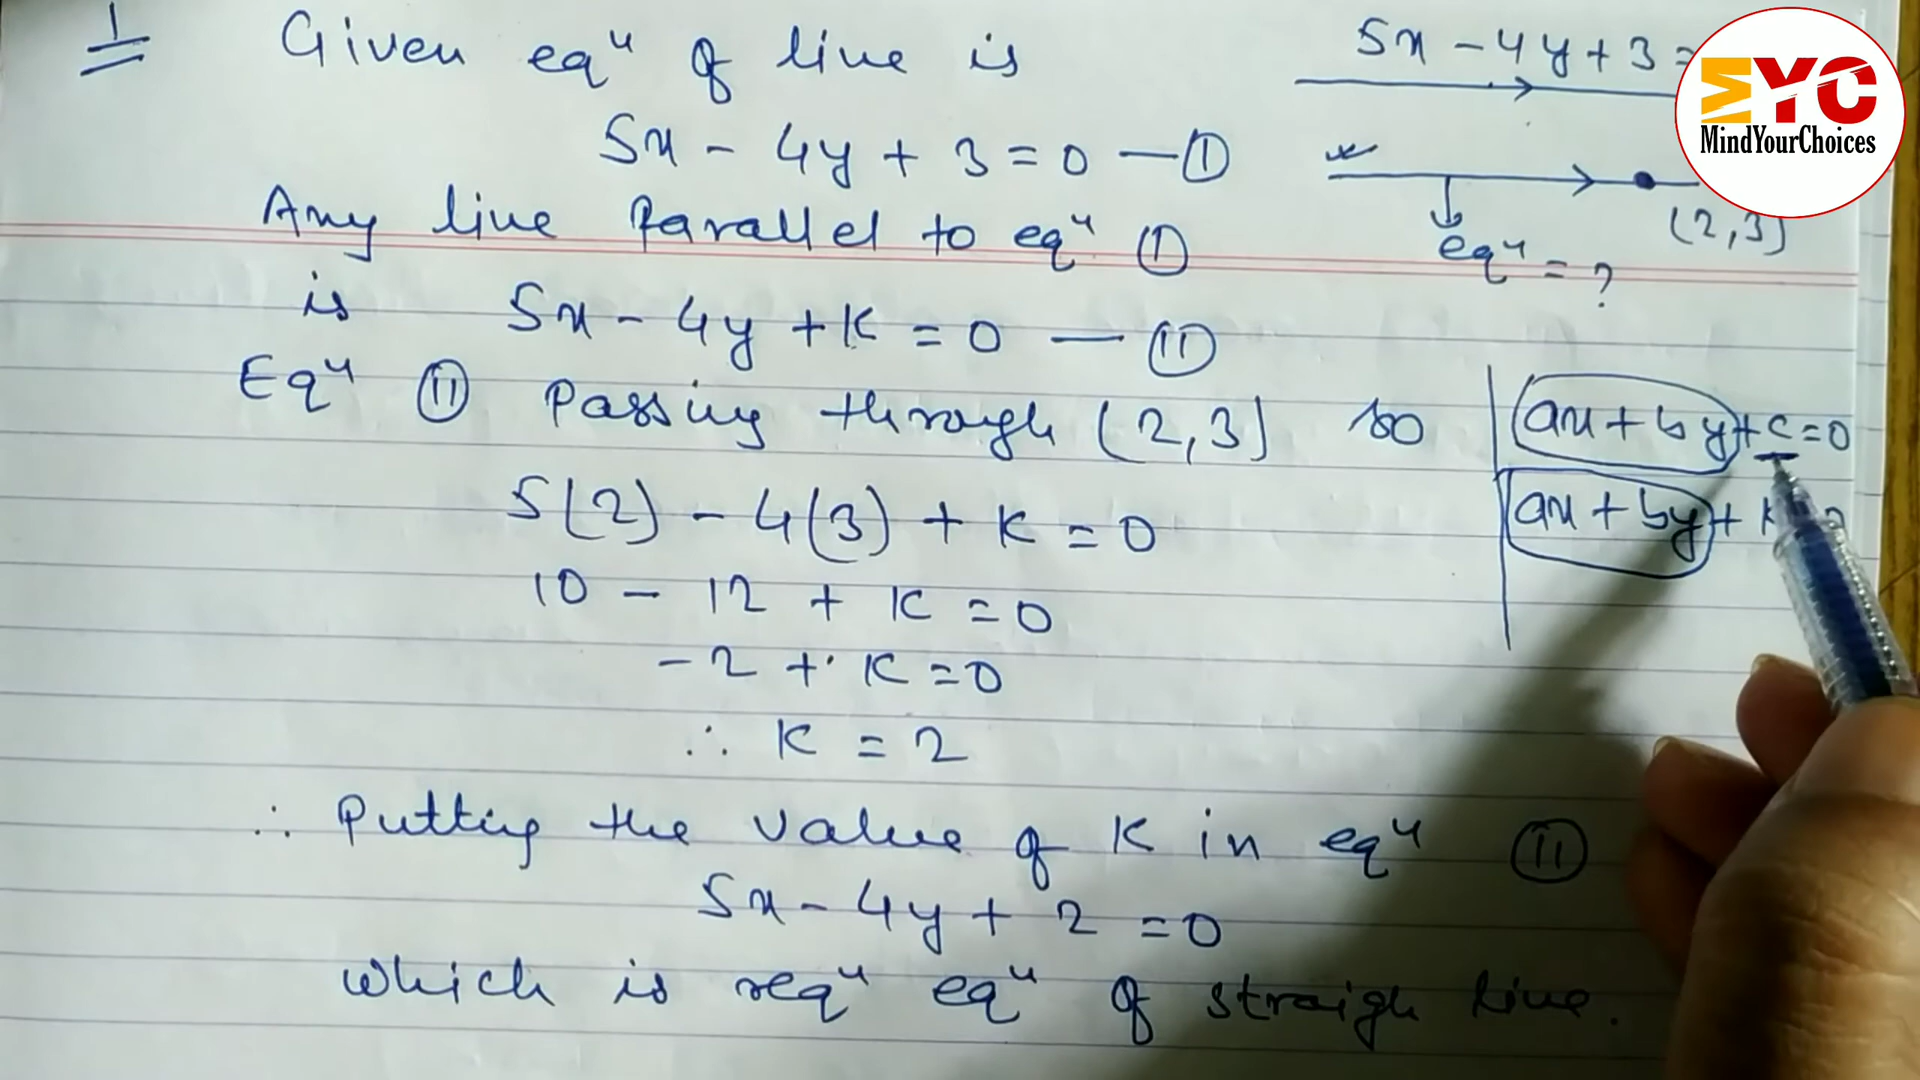 1 Given eqⁿ of line is
5x - 4y + 3 = 0 — (I)
Any line Parallel to eqⁿ (I)
is 5x - 4y + K = 0 — (II)
Eqⁿ (II) Passing through (2,3) so
5(2) - 4(3) + K = 0
10 - 12 + K = 0
-2 + K = 0
∴ K = 2
∴ Putting the value of K in eqⁿ (II)
5x - 4y + 2 = 0
which is reqⁿ eqⁿ of straigh line.
5x - 4y + 3 =
(2,3)
eqⁿ = ?
ax + by + c = 0
ax + by + K
MYC
MindYourChoices